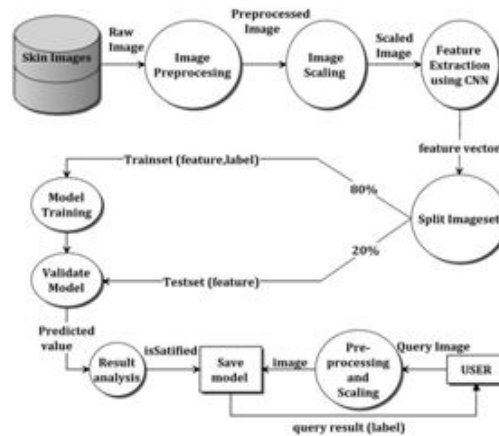 Skin Images
Raw
Image
Image
Preprocesing
Preprocessed
Image
Image
Scaling
Scaled
Image
Feature
Extraction
using CNN
feature vector
Trainset (feature,label)
80%
Split Imageset
20%
Model
Training
Validate
Model
Testset (feature)
Predicted
value
Result
analysis
isSatified
Save
model
image
Pre-
processing
and
Scaling
Query Image
USER
query result (label)